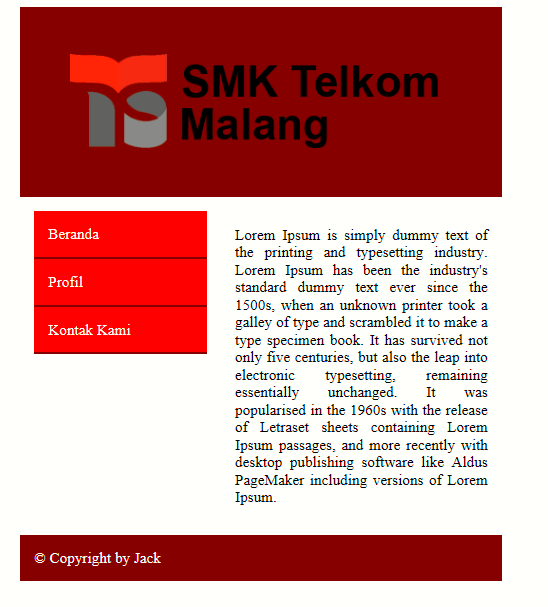 SMK Telkom
Malang
Beranda
Profil
Kontak Kami
Lorem Ipsum is simply dummy text of
the printing and typesetting industry.
Lorem Ipsum has been the industry's
standard dummy text ever since the
1500s, when an unknown printer took a
galley of type and scrambled it to make a
type specimen book. It has survived not
only five centuries, but also the leap into
electronic typesetting, remaining
essentially unchanged. It was
popularised in the 1960s with the release
of Letraset sheets containing Lorem
Ipsum passages, and more recently with
desktop publishing software like Aldus
PageMaker including versions of Lorem
Ipsum.
© Copyright by Jack